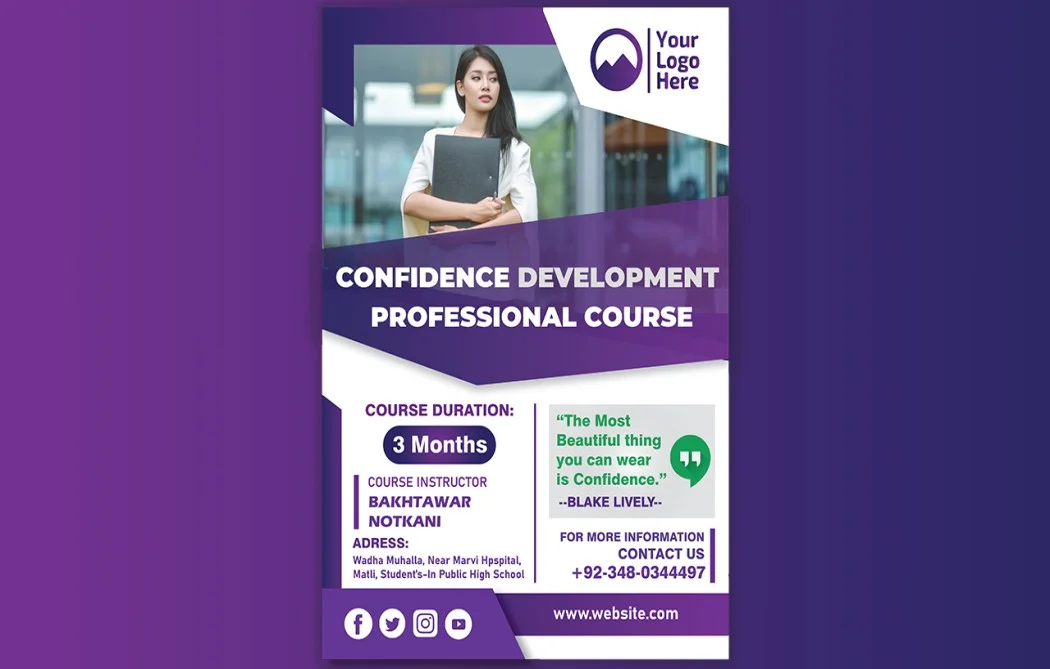 Your
Logo
Here
CONFIDENCE DEVELOPMENT
PROFESSIONAL COURSE
COURSE DURATION:
3 Months
COURSE INSTRUCTOR
BAKHTAWAR
NOTKANI
ADRESS:
Wadha Muhalla, Near Marvi Hpspital,
Matli, Student's-In Public High School
“The Most
Beautiful thing
you can wear
is Confidence.”
--BLAKE LIVELY--
FOR MORE INFORMATION
CONTACT US
+92-348-0344497
www.website.com